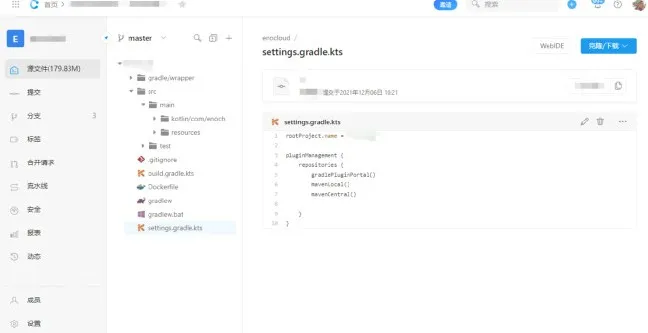 首页
邀请
搜索
E
源文件(179.83M)
提交
分支 3
标签
合并请求
流水线
安全
报表
动态
成员
设置
master
gradle/wrapper
src
main
kotlin/com/enoch
resources
test
.gitignore
build.gradle.kts
Dockerfile
gradlew
gradlew.bat
settings.gradle.kts
enocloud /
settings.gradle.kts
WebIDE
克隆/下载
提交于2021年12月06日 18:21
settings.gradle.kts
1 rootProject.name =
2
3 pluginManagement {
4 repositories {
5 gradlePluginPortal()
6 mavenLocal()
7 mavenCentral()
8
9 }
10 }